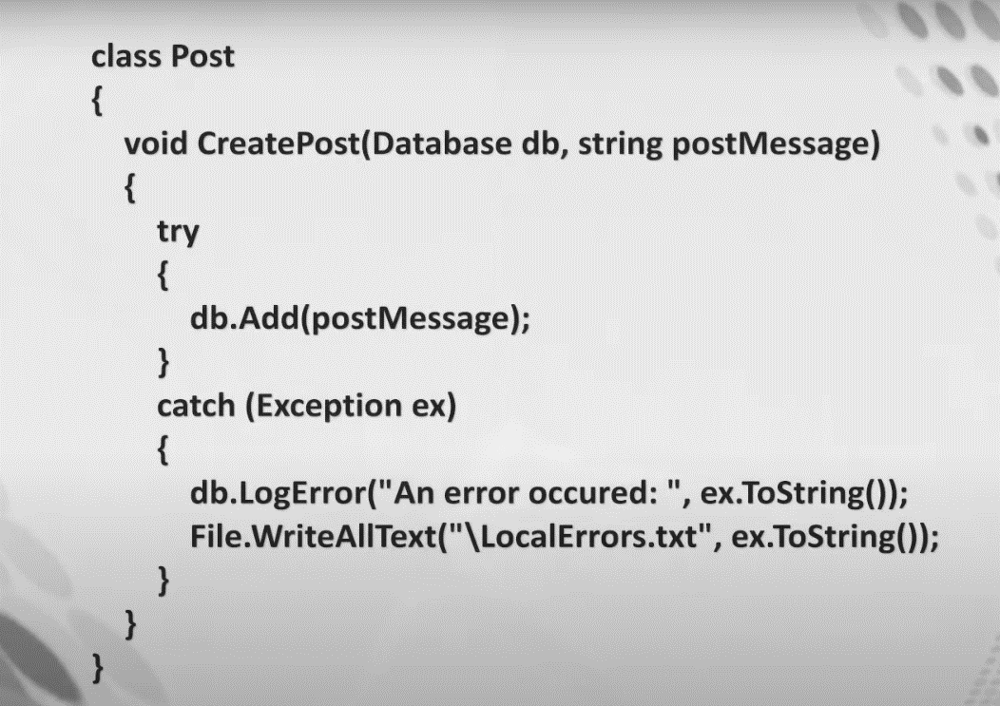 class Post
{
void CreatePost(Database db, string postMessage)
{
try
{
db.Add(postMessage);
}
catch (Exception ex)
{
db.LogError("An error occured: ", ex.ToString());
File.WriteAllText("\LocalErrors.txt", ex.ToString());
}
}
}